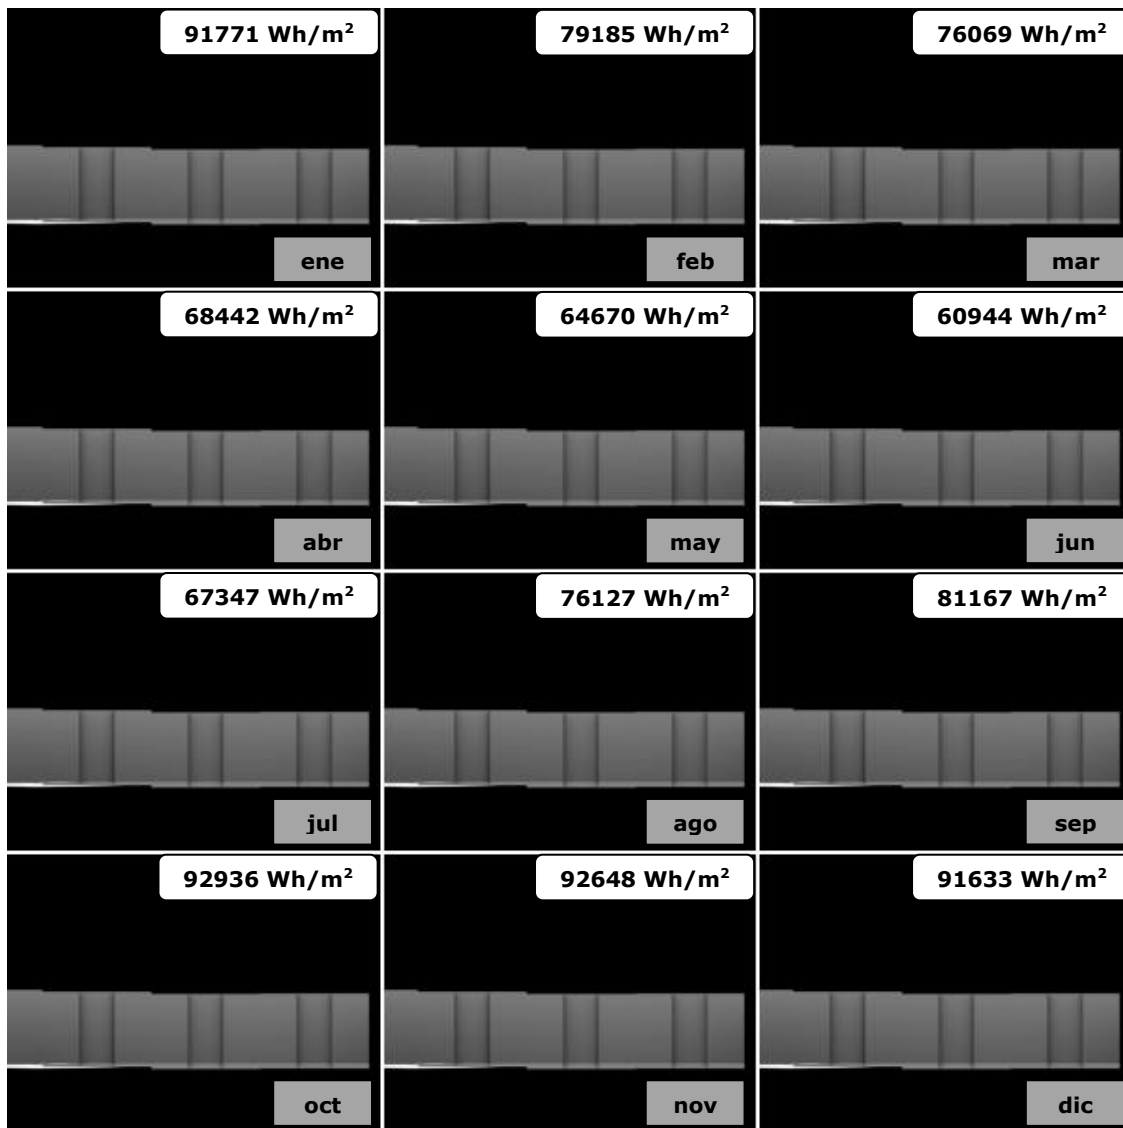 91771 Wh/m²
79185 Wh/m²
76069 Wh/m²
ene
feb
mar
68442 Wh/m²
64670 Wh/m²
60944 Wh/m²
abr
may
jun
67347 Wh/m²
76127 Wh/m²
81167 Wh/m²
jul
ago
sep
92936 Wh/m²
92648 Wh/m²
91633 Wh/m²
oct
nov
dic